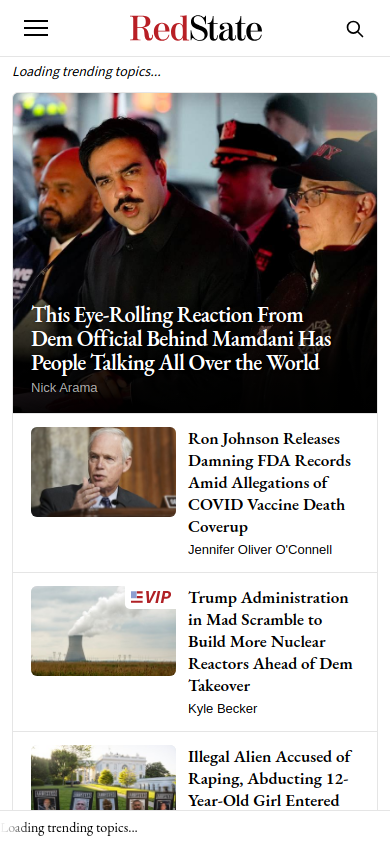 RedState
Loading trending topics...
This Eye-Rolling Reaction From
Dem Official Behind Mamdani Has
People Talking All Over the World
Nick Arama
Ron Johnson Releases
Damning FDA Records
Amid Allegations of
COVID Vaccine Death
Coverup
Jennifer Oliver O'Connell
VIP
Trump Administration
in Mad Scramble to
Build More Nuclear
Reactors Ahead of Dem
Takeover
Kyle Becker
Illegal Alien Accused of
Raping, Abducting 12-
Year-Old Girl Entered
Loading trending topics...